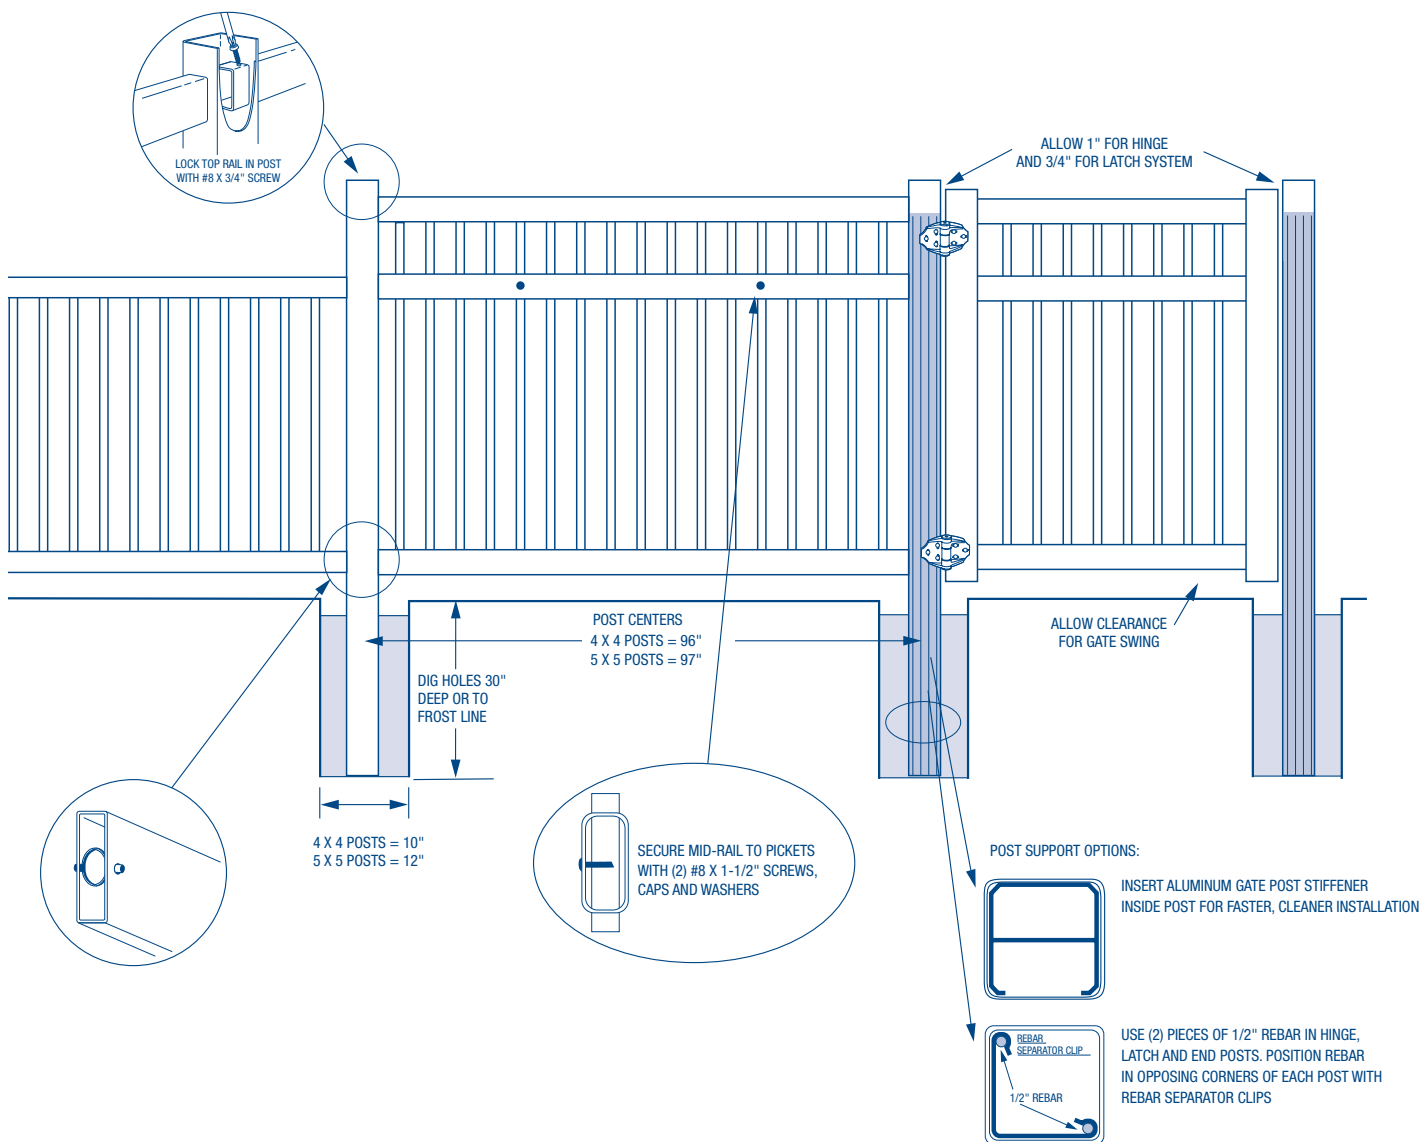 LOCK TOP RAIL IN POST
WITH #8 X 3/4" SCREW
ALLOW 1" FOR HINGE
AND 3/4" FOR LATCH SYSTEM
POST CENTERS
4 X 4 POSTS = 96"
5 X 5 POSTS = 97"
ALLOW CLEARANCE
FOR GATE SWING
DIG HOLES 30"
DEEP OR TO
FROST LINE
4 X 4 POSTS = 10"
5 X 5 POSTS = 12"
SECURE MID-RAIL TO PICKETS
WITH (2) #8 X 1-1/2" SCREWS,
CAPS AND WASHERS
POST SUPPORT OPTIONS:
INSERT ALUMINUM GATE POST STIFFENER
INSIDE POST FOR FASTER, CLEANER INSTALLATION
REBAR
SEPARATOR CLIP
1/2" REBAR
USE (2) PIECES OF 1/2" REBAR IN HINGE,
LATCH AND END POSTS. POSITION REBAR
IN OPPOSING CORNERS OF EACH POST WITH
REBAR SEPARATOR CLIPS